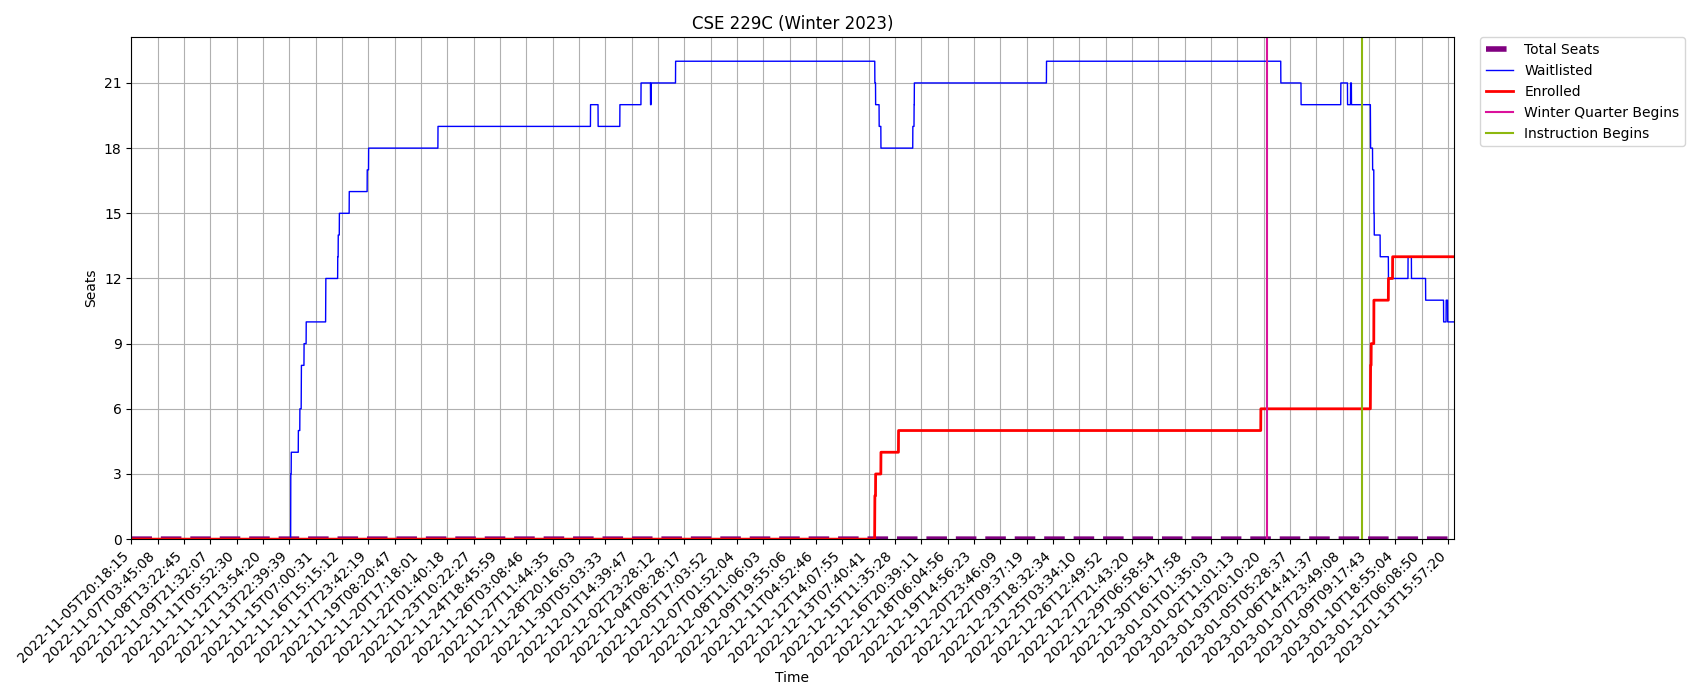 CSE 229C (Winter 2023)
Total Seats
Waitlisted
Enrolled
Winter Quarter Begins
Instruction Begins
Seats
21
18
15
12
9
6
3
0
2022-11-05T20:18:15
2022-11-07T03:45:08
2022-11-08T13:22:45
2022-11-09T21:32:07
2022-11-11T05:52:30
2022-11-12T13:54:20
2022-11-13T22:39:39
2022-11-15T07:00:31
2022-11-16T15:15:12
2022-11-17T23:42:19
2022-11-19T08:20:47
2022-11-20T17:18:01
2022-11-22T01:40:18
2022-11-23T10:22:27
2022-11-24T18:45:59
2022-11-26T03:08:46
2022-11-27T11:44:35
2022-11-28T20:16:03
2022-11-30T05:03:33
2022-12-01T14:39:47
2022-12-02T23:28:12
2022-12-04T08:28:17
2022-12-05T17:03:52
2022-12-07T01:52:04
2022-12-08T11:06:03
2022-12-09T19:55:06
2022-12-11T04:52:46
2022-12-12T14:07:55
2022-12-13T07:40:41
2022-12-15T11:35:28
2022-12-16T20:39:11
2022-12-18T06:04:56
2022-12-19T14:56:23
2022-12-20T23:46:09
2022-12-22T09:37:19
2022-12-23T18:32:34
2022-12-25T03:34:10
2022-12-26T12:49:52
2022-12-27T21:43:20
2022-12-29T06:58:54
2022-12-30T16:17:58
2023-01-01T01:35:03
2023-01-02T11:01:13
2023-01-03T20:10:20
2023-01-05T05:28:37
2023-01-06T14:41:37
2023-01-07T23:49:08
2023-01-09T09:17:43
2023-01-10T18:55:04
2023-01-12T06:08:50
2023-01-13T15:57:20
Time